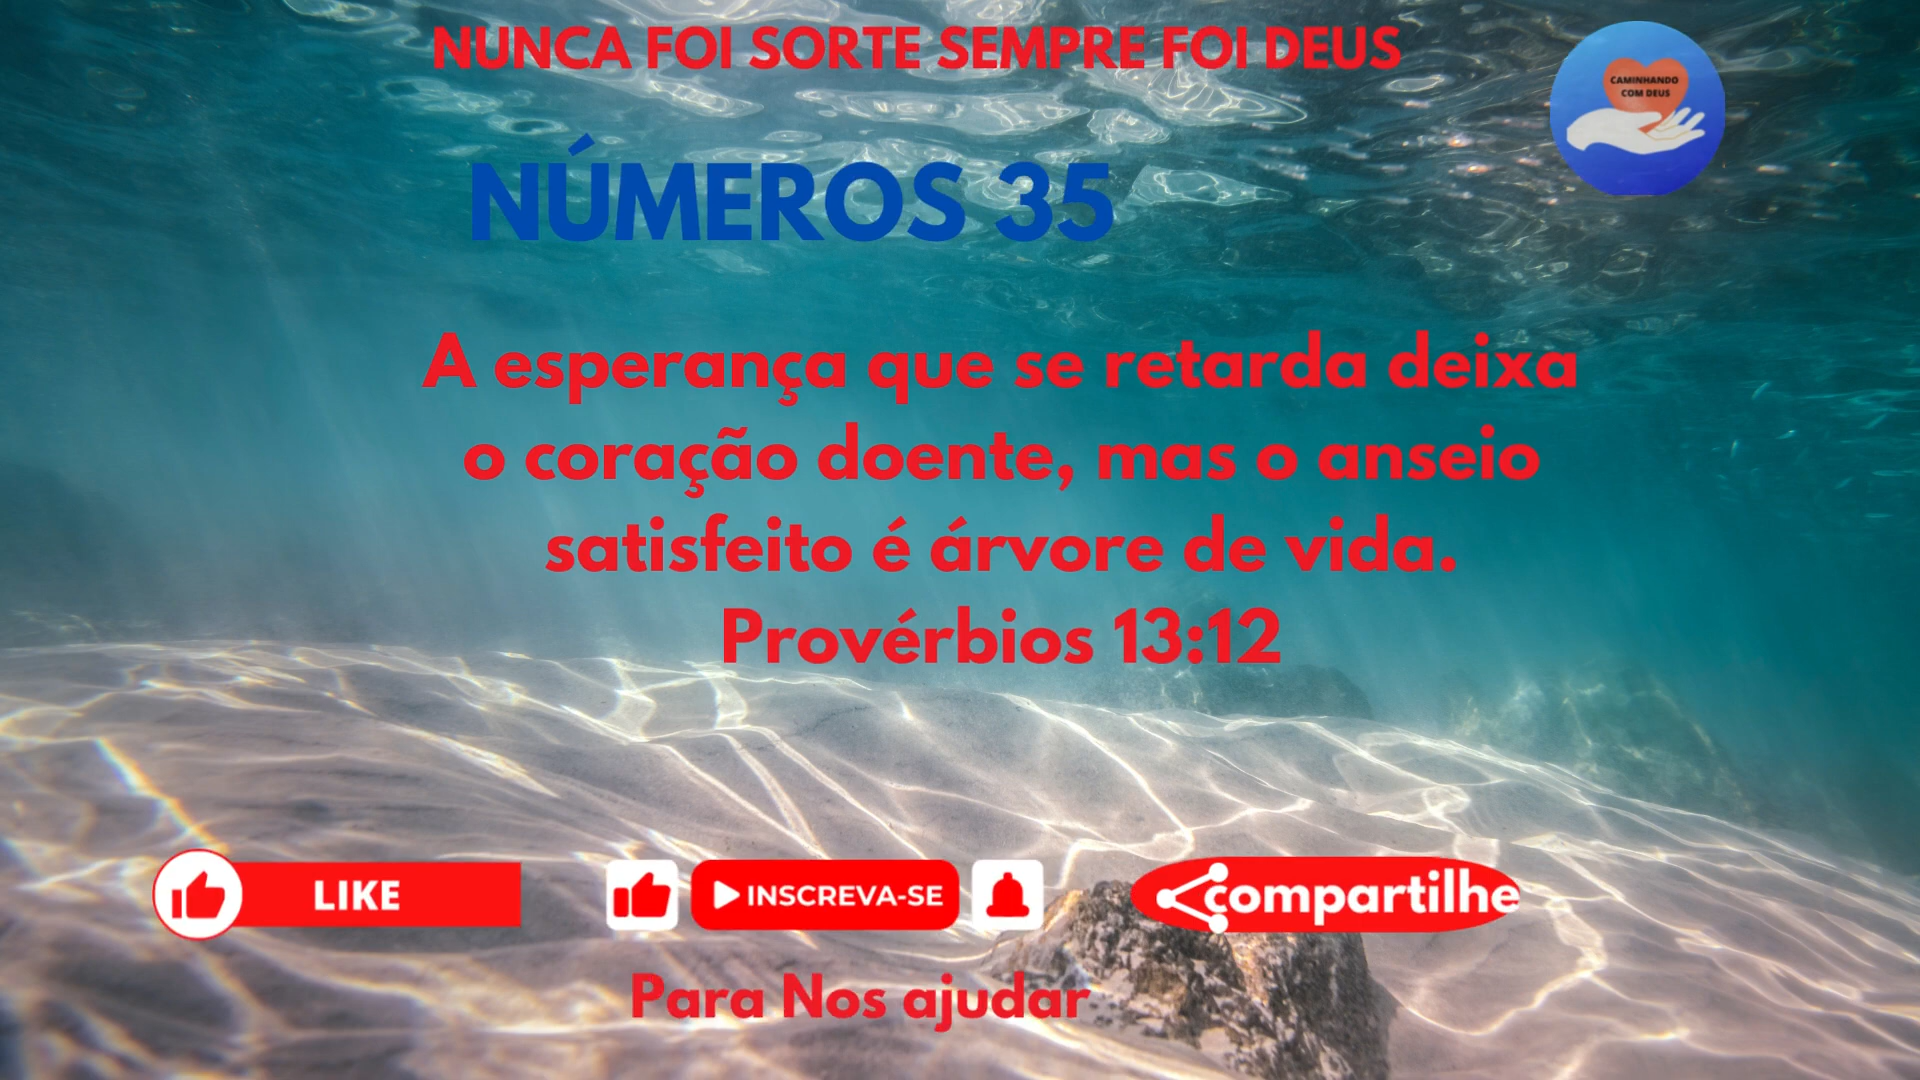 NUNCA FOI SORTE SEMPRE FOI DEUS
CAMINHANDO
COM DEUS
NÚMEROS 35
A esperança que se retarda deixa
o coração doente, mas o anseio
satisfeito é árvore de vida.
Provérbios 13:12
LIKE
INSCREVA-SE
compartilhe
Para Nos ajudar